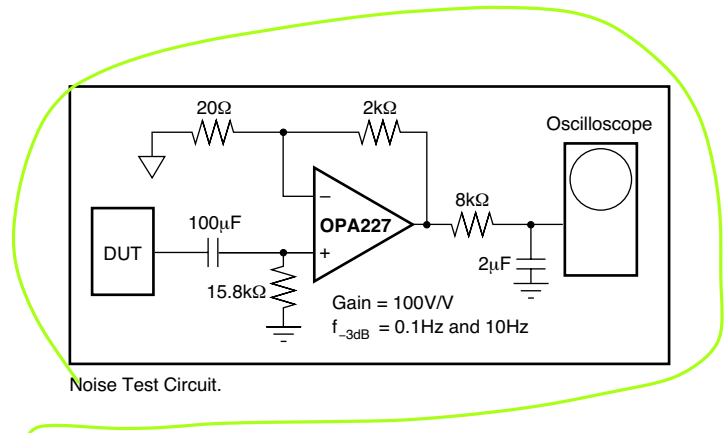 20Ω
2kΩ
Oscilloscope
8kΩ
–
OPA227
+
100μF
DUT
2μF
15.8kΩ
Gain = 100V/V
f–3dB = 0.1Hz and 10Hz
Noise Test Circuit.